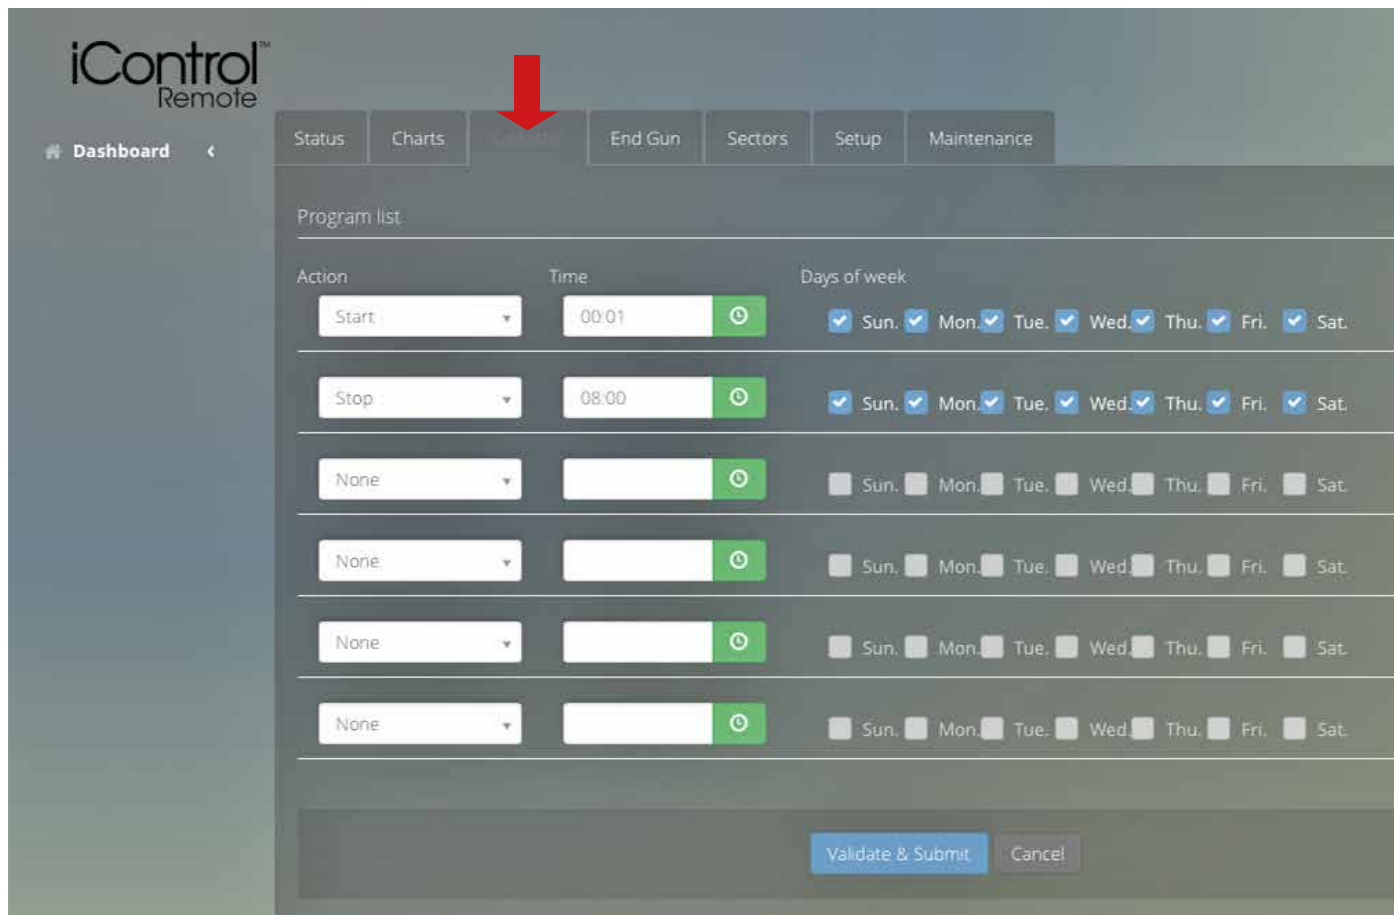 iControl™
Remote
Dashboard
Status Charts End Gun Sectors Setup Maintenance
Program list
Action Time Days of week
Start 00:01 Sun. Mon. Tue. Wed. Thu. Fri. Sat.
Stop 08:00 Sun. Mon. Tue. Wed. Thu. Fri. Sat.
None Sun. Mon. Tue. Wed. Thu. Fri. Sat.
None Sun. Mon. Tue. Wed. Thu. Fri. Sat.
None Sun. Mon. Tue. Wed. Thu. Fri. Sat.
None Sun. Mon. Tue. Wed. Thu. Fri. Sat.
Validate & Submit Cancel